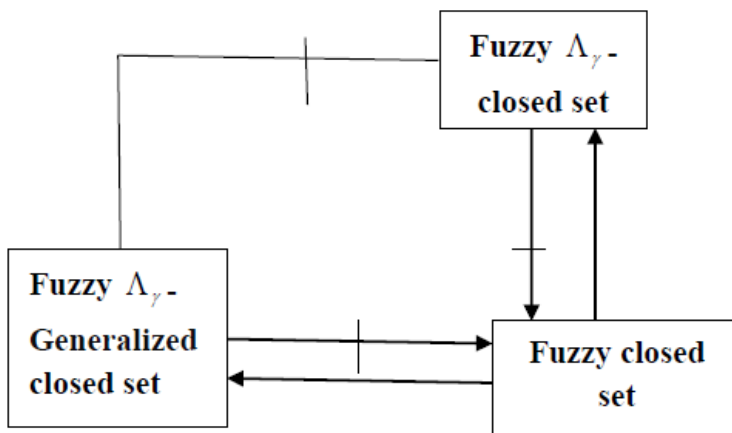 Fuzzy Λγ -
closed set
Fuzzy Λγ -
Generalized
closed set
Fuzzy closed
set